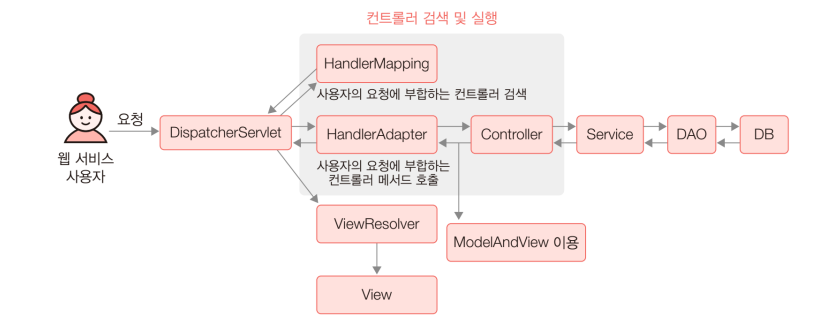 컨트롤러 검색 및 실행
HandlerMapping
사용자의 요청에 부합하는 컨트롤러 검색
요청
웹 서비스
사용자
DispatcherServlet
HandlerAdapter
Controller
Service
DAO
DB
사용자의 요청에 부합하는
컨트롤러 메서드 호출
ViewResolver
ModelAndView 이용
View